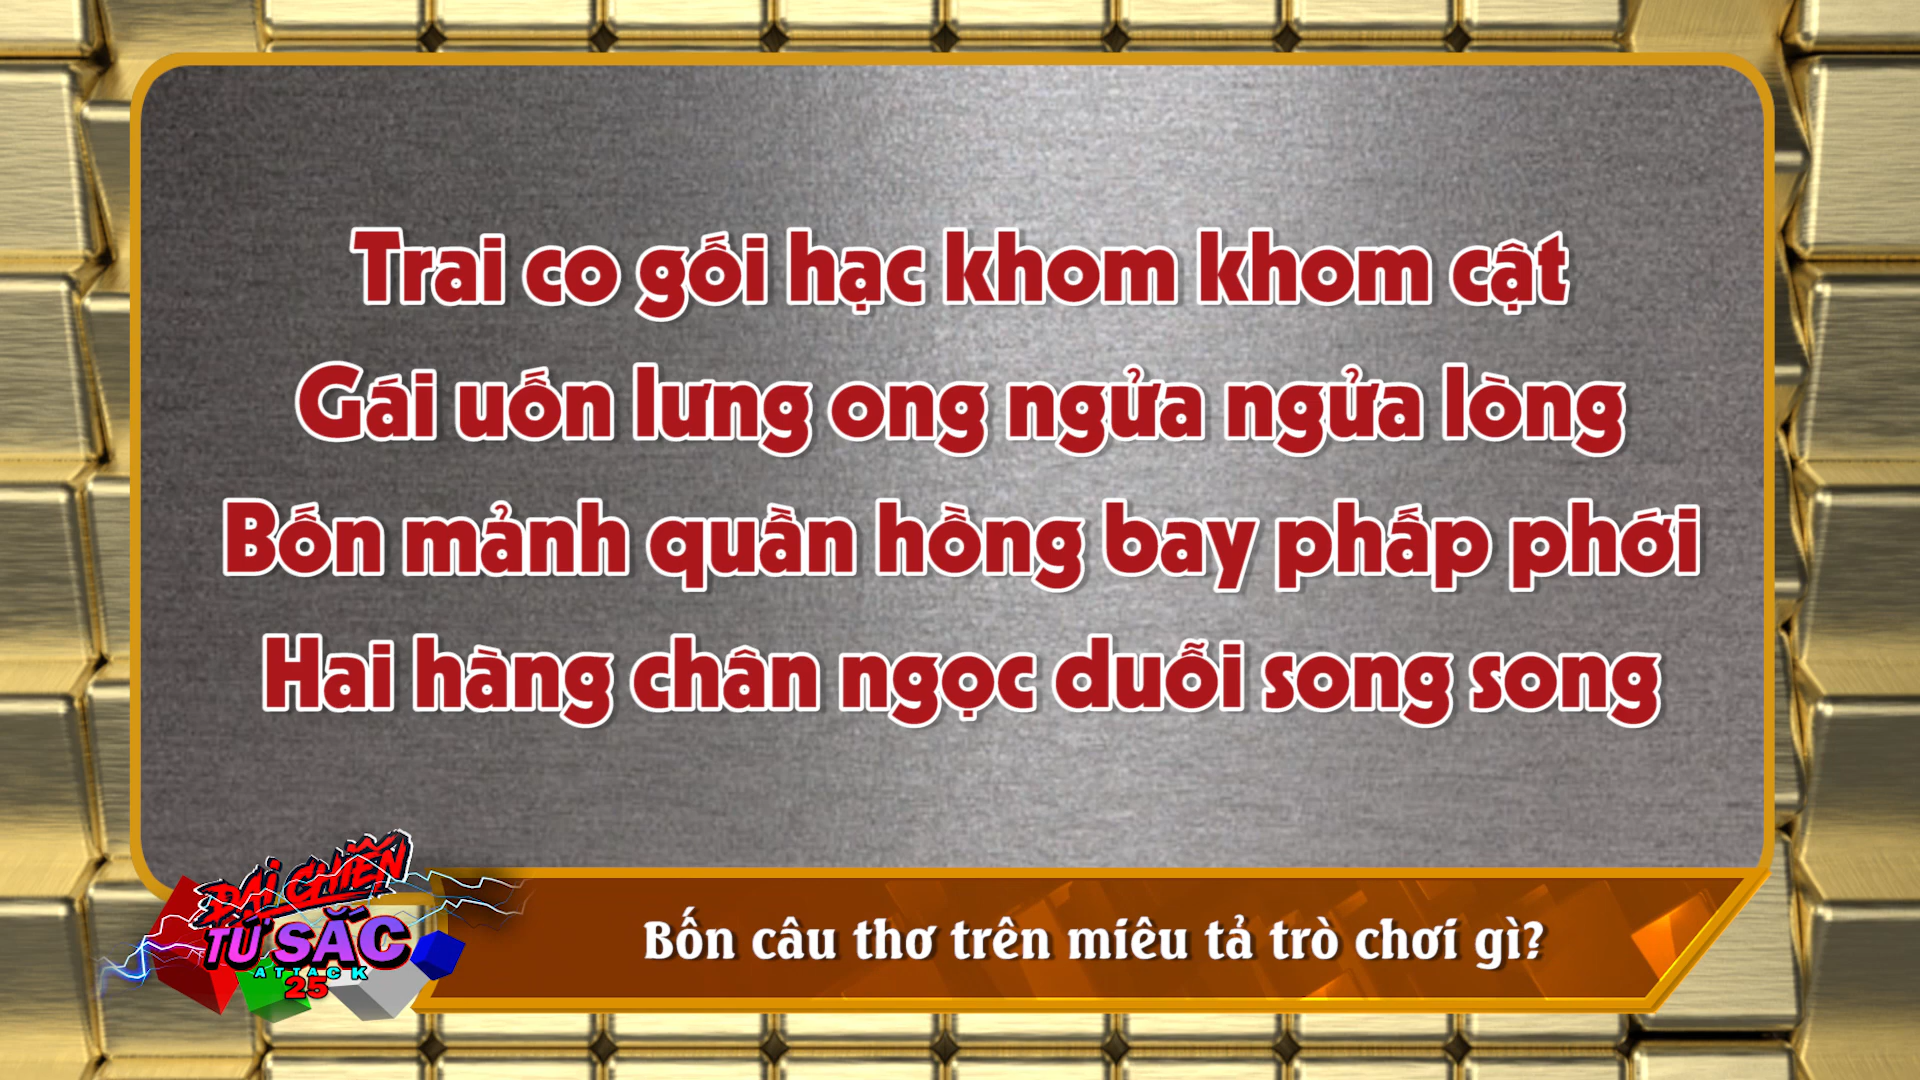 Trai co gối hạc khom khom cật
Gái uốn lưng ong ngửa ngửa lòng
Bốn mảnh quần hồng bay phấp phới
Hai hàng chân ngọc duỗi song song
ĐẠI CHIẾN
TỨ SẮC
ATTACK
25
Bốn câu thơ trên miêu tả trò chơi gì?